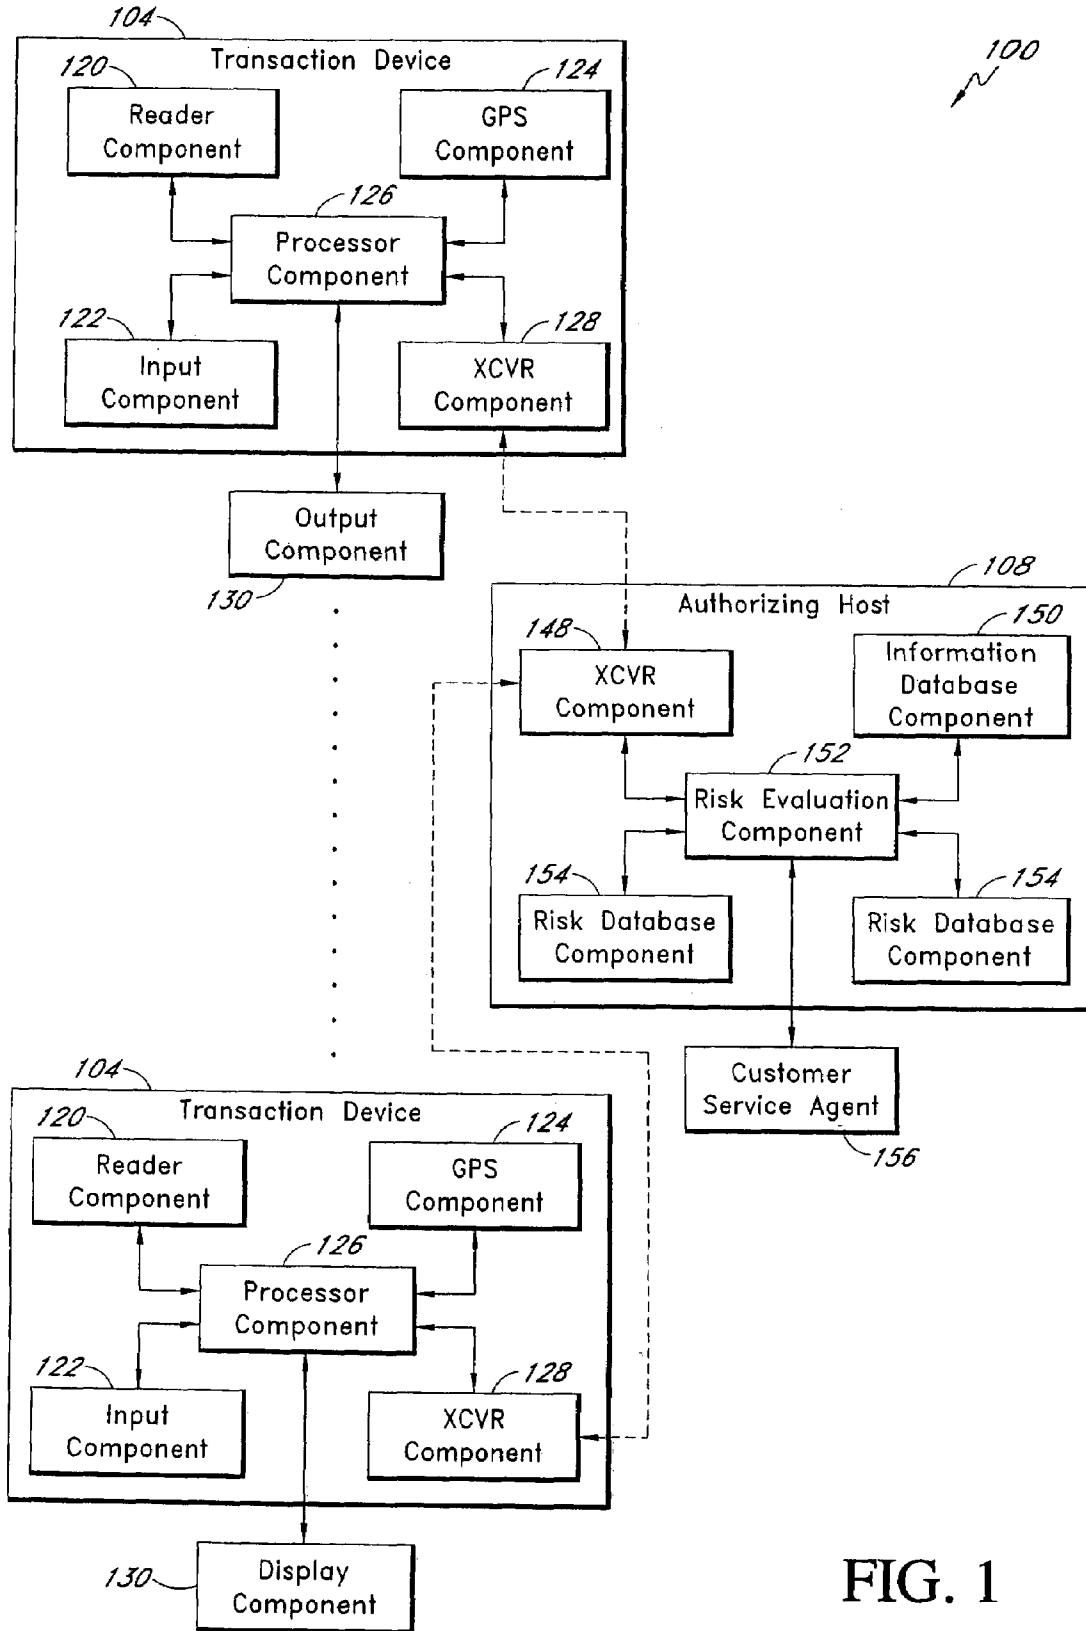 104
Transaction Device
100
120
Reader
Component
124
GPS
Component
126
Processor
Component
122
Input
Component
128
XCVR
Component
Output
Component
130
108
Authorizing Host
148
XCVR
Component
150
Information
Database
Component
152
Risk Evaluation
Component
154
Risk Database
Component
154
Risk Database
Component
Customer
Service Agent
156
104
Transaction Device
120
Reader
Component
124
GPS
Component
126
Processor
Component
122
Input
Component
128
XCVR
Component
130
Display
Component
FIG. 1